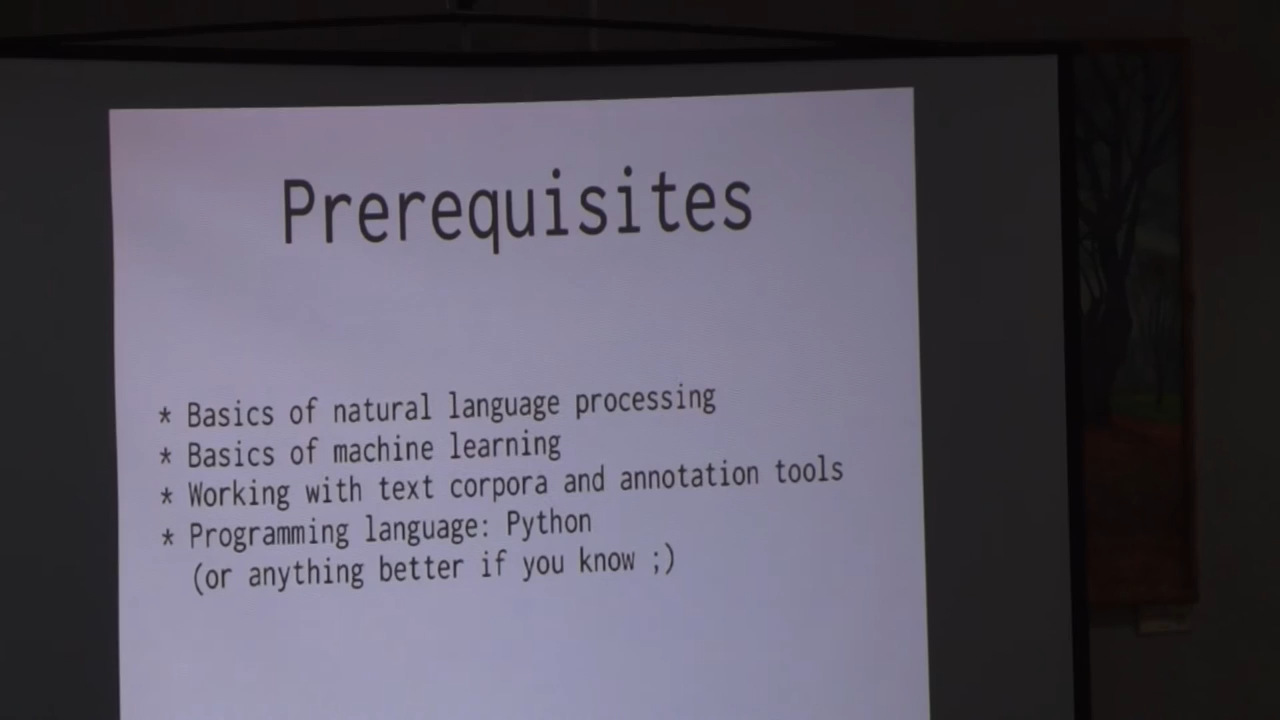 Prerequisites
* Basics of natural language processing
* Basics of machine learning
* Working with text corpora and annotation tools
* Programming language: Python
(or anything better if you know ;)